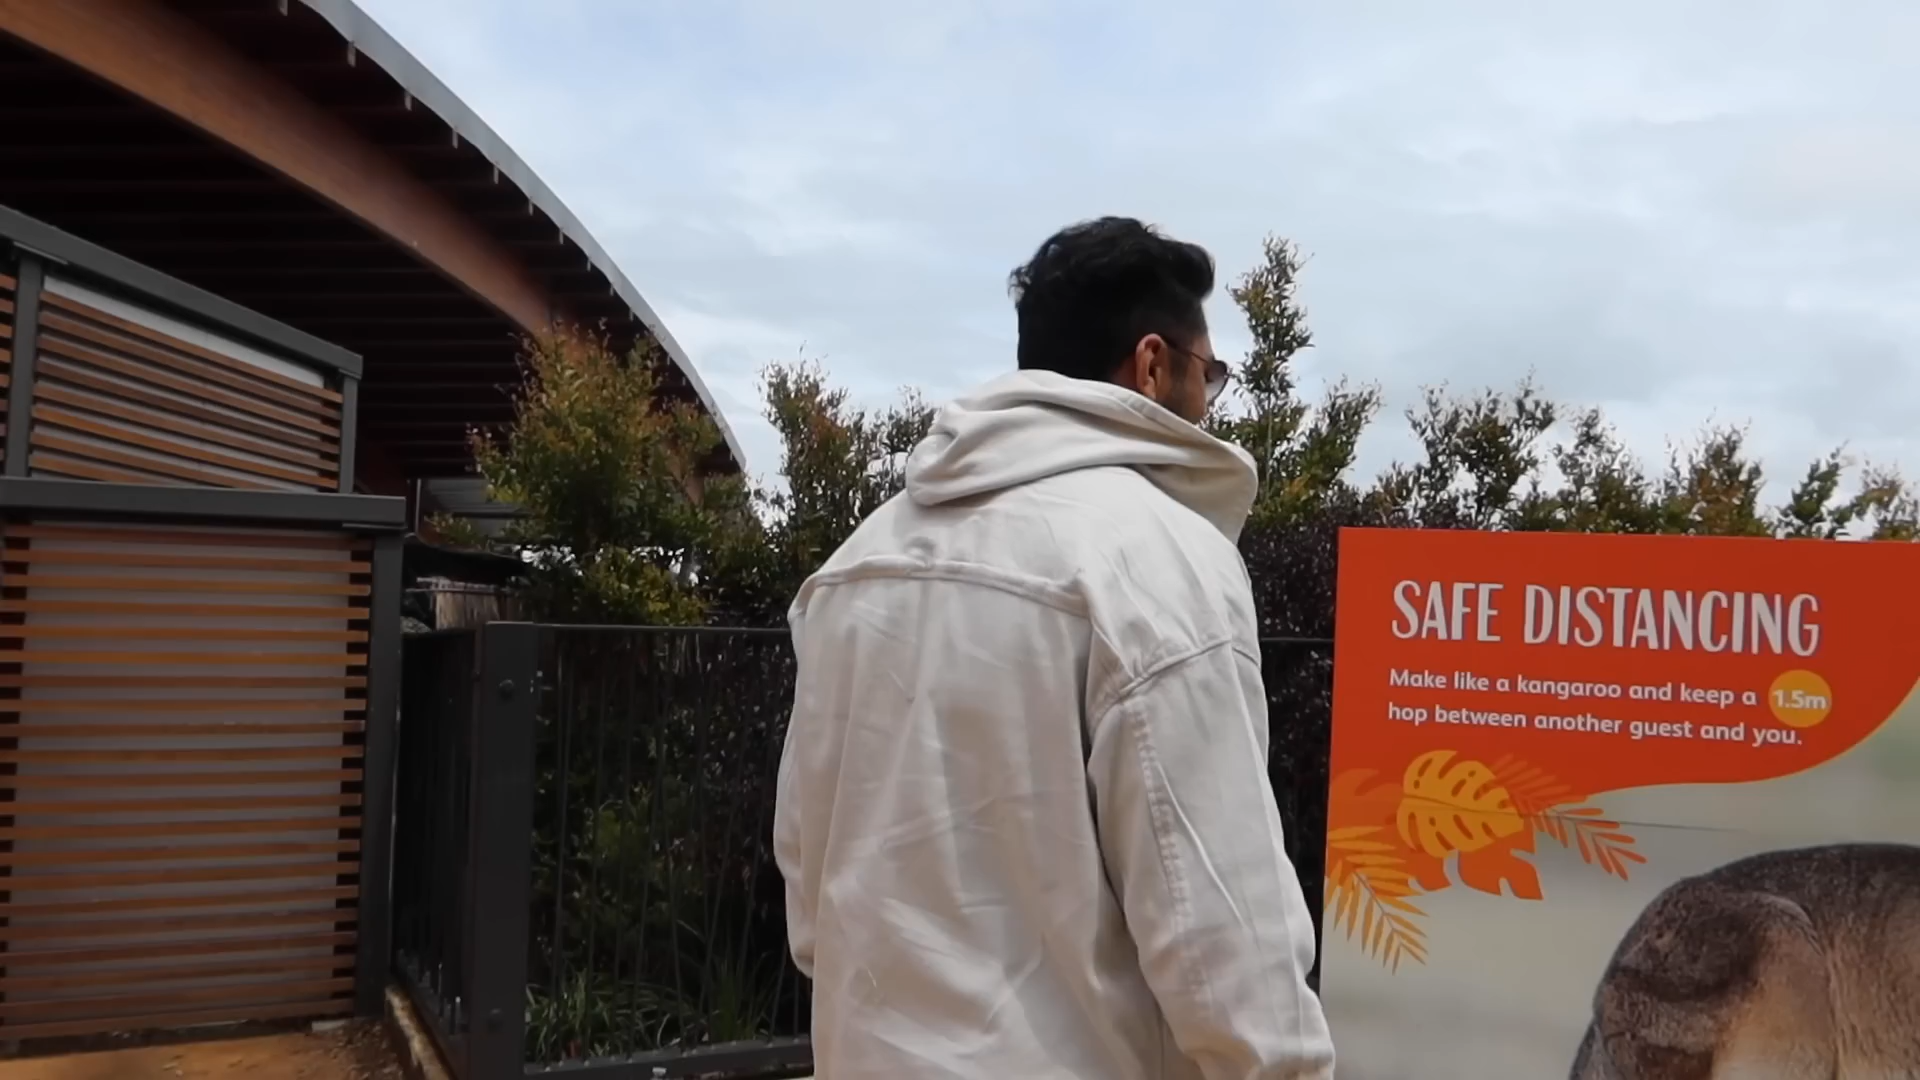 SAFE DISTANCING
Make like a kangaroo and keep a 1.5m
hop between another guest and you.